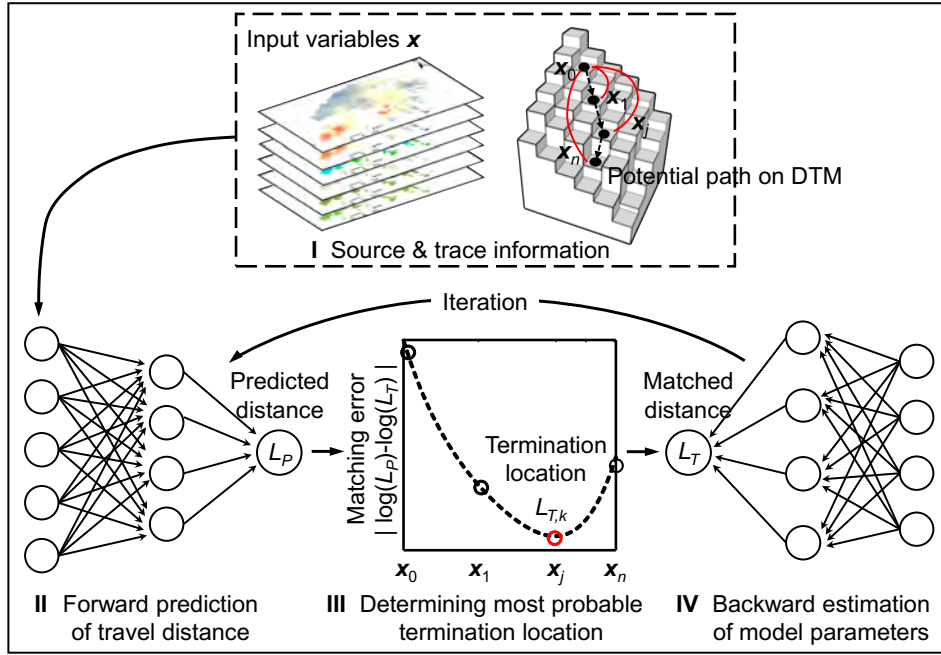 Input variables x
x0
x1
xj
xn
Potential path on DTM
I Source & trace information
Iteration
Predicted
distance
LP
Matching error
| log(LP)-log(LT) |
Termination
location
LT,k
x0 x1 xj xn
Matched
distance
LT
II Forward prediction
of travel distance
III Determining most probable
termination location
IV Backward estimation
of model parameters